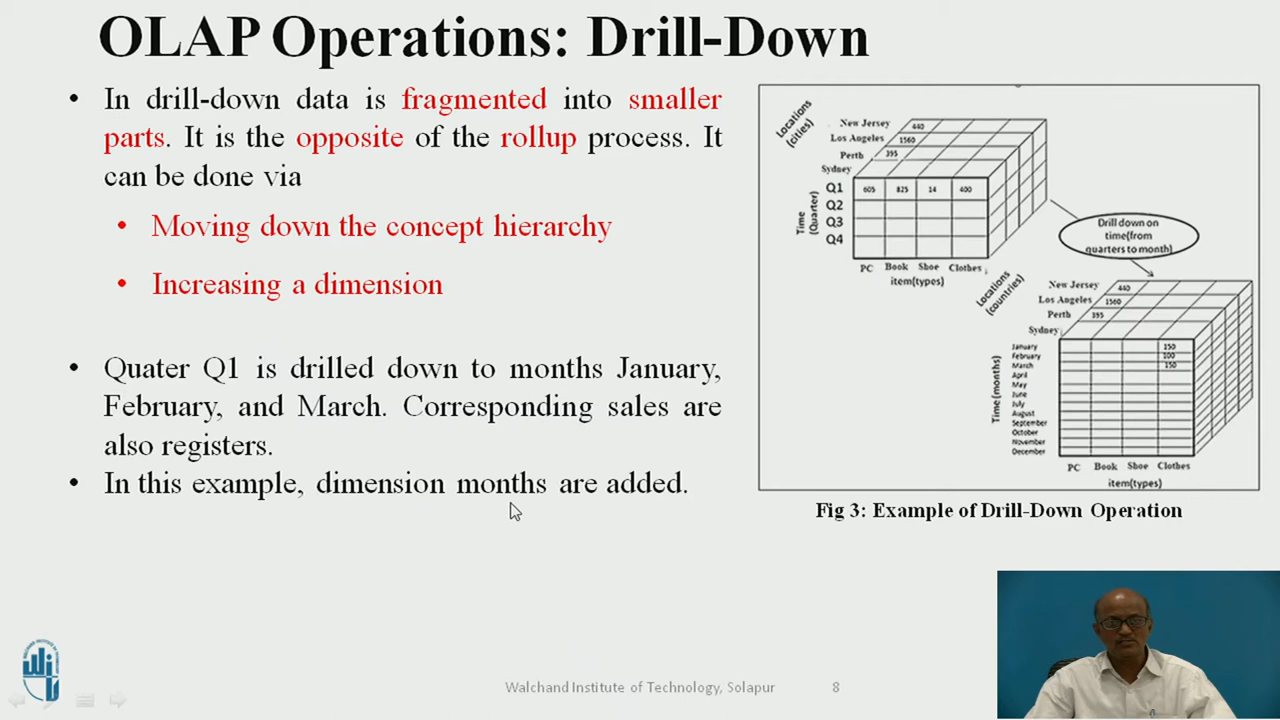 OLAP Operations: Drill-Down
• In drill-down data is fragmented into smaller
parts. It is the opposite of the rollup process. It
can be done via
• Moving down the concept hierarchy
• Increasing a dimension
• Quater Q1 is drilled down to months January,
February, and March. Corresponding sales are
also registers.
• In this example, dimension months are added.
Locations
(cities)
New Jersey 440
Los Angeles 1560
Perth 395
Sydney
Time
(Quarter)
Q1 605 825 14 400
Q2
Q3
Q4
PC Book Shoe Clothes
item(types)
Drill down on
time(from
quarters to month)
Locations
(countries)
New Jersey 440
Los Angeles 1560
Perth 395
Sydney
Time(months)
January 150
February 100
March 150
April
May
June
July
August
September
October
November
December
PC Book Shoe Clothes
item(types)
Fig 3: Example of Drill-Down Operation
Walchand Institute of Technology, Solapur 8